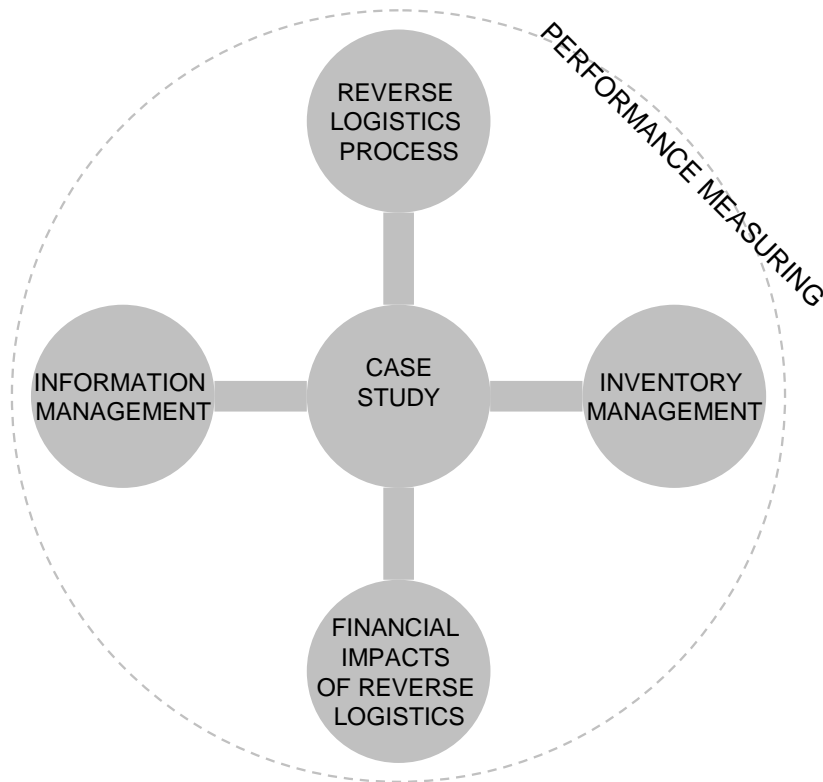 PERFORMANCE MEASURING
REVERSE
LOGISTICS
PROCESS
INFORMATION
MANAGEMENT
CASE
STUDY
INVENTORY
MANAGEMENT
FINANCIAL
IMPACTS
OF REVERSE
LOGISTICS